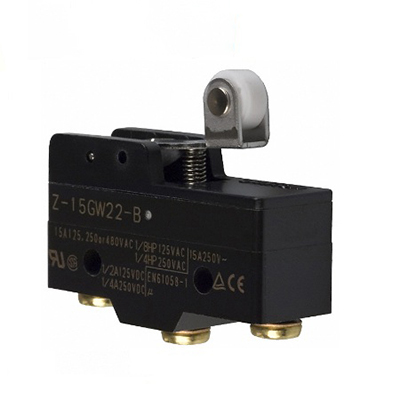 Z-15GW22-B
15A125,250or480VAC 1/8HP125VAC 15A250V~
1/4HP250VAC
1/2A125VDC EN61058-1
1/4A250VDC μ
CE